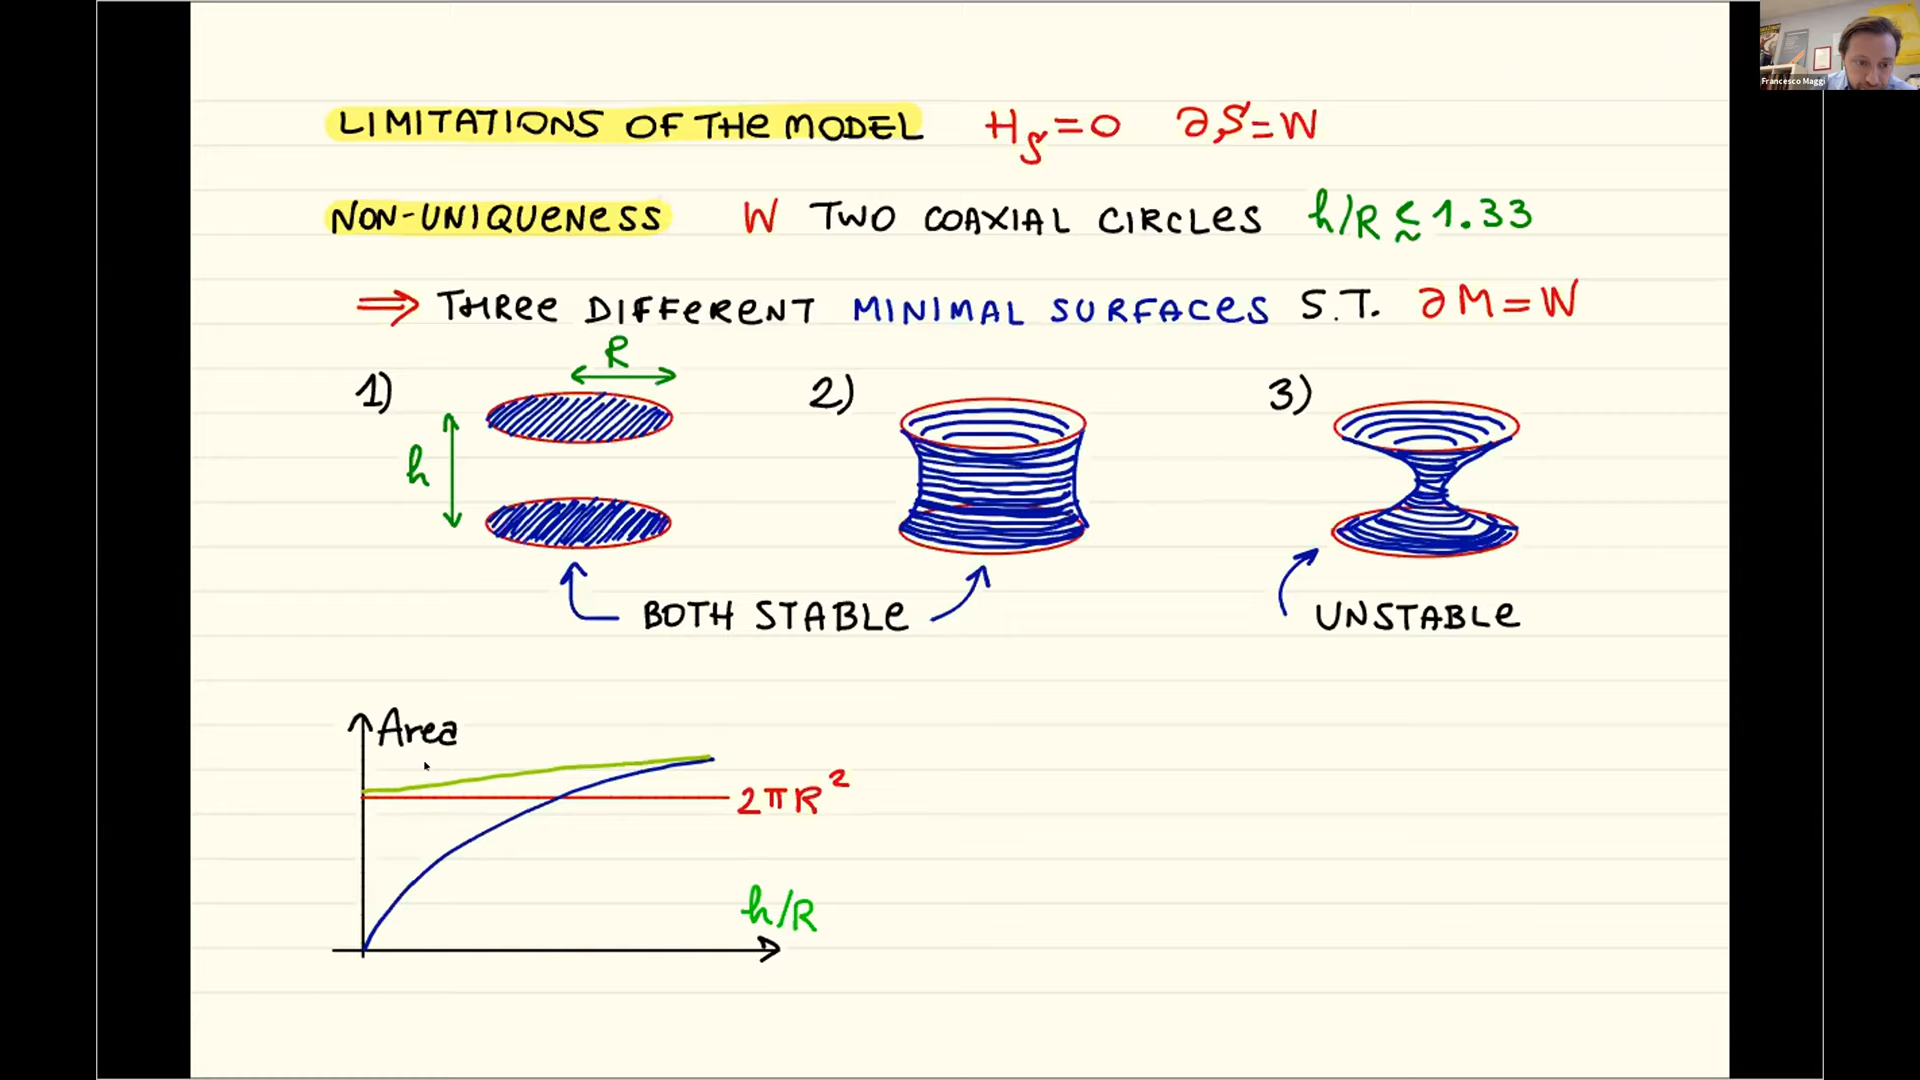 LIMITATIONS OF THE MODEL H_S=0 ∂S=W
NON-UNIQUENESS W TWO COAXIAL CIRCLES h/R ≲ 1.33
⇒ THREE DIFFERENT MINIMAL SURFACES S.T. ∂M=W
R
1) 2) 3)
h
BOTH STABLE UNSTABLE
Area
2πR²
h/R
Francesco Maggi